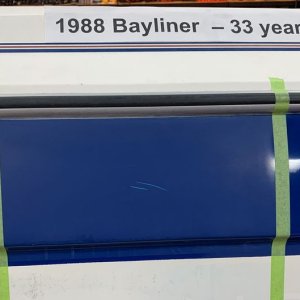 1988 Bayliner – 33 year